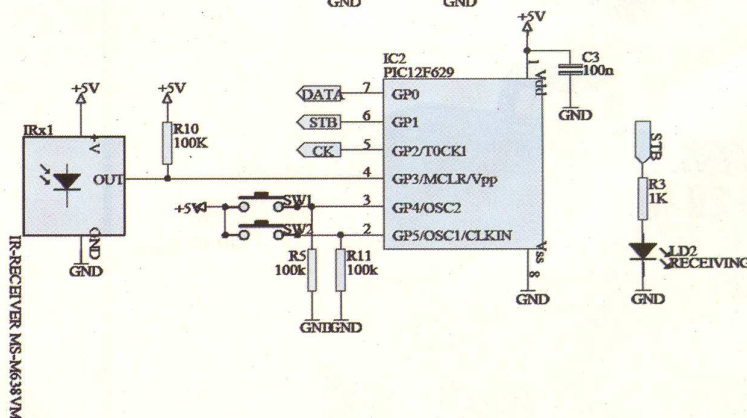 GND
GND
+5V
IC2
PIC12F629
1
Vdd
C3
100n
GND
+5V
+5V
DATA
7
GP0
STB
6
GP1
CK
5
GP2/T0CK1
4
GP3/MCLR/Vpp
3
GP4/OSC2
2
GP5/OSC1/CLKIN
Vss
8
GND
IRx1
+V
OUT
GND
GND
R10
100K
+5V
SW1
SW2
R5
100k
R11
100k
GND
GND
STB
R3
1K
LD2
RECEIVING
GND
IR-RECEIVER MS-M638VM